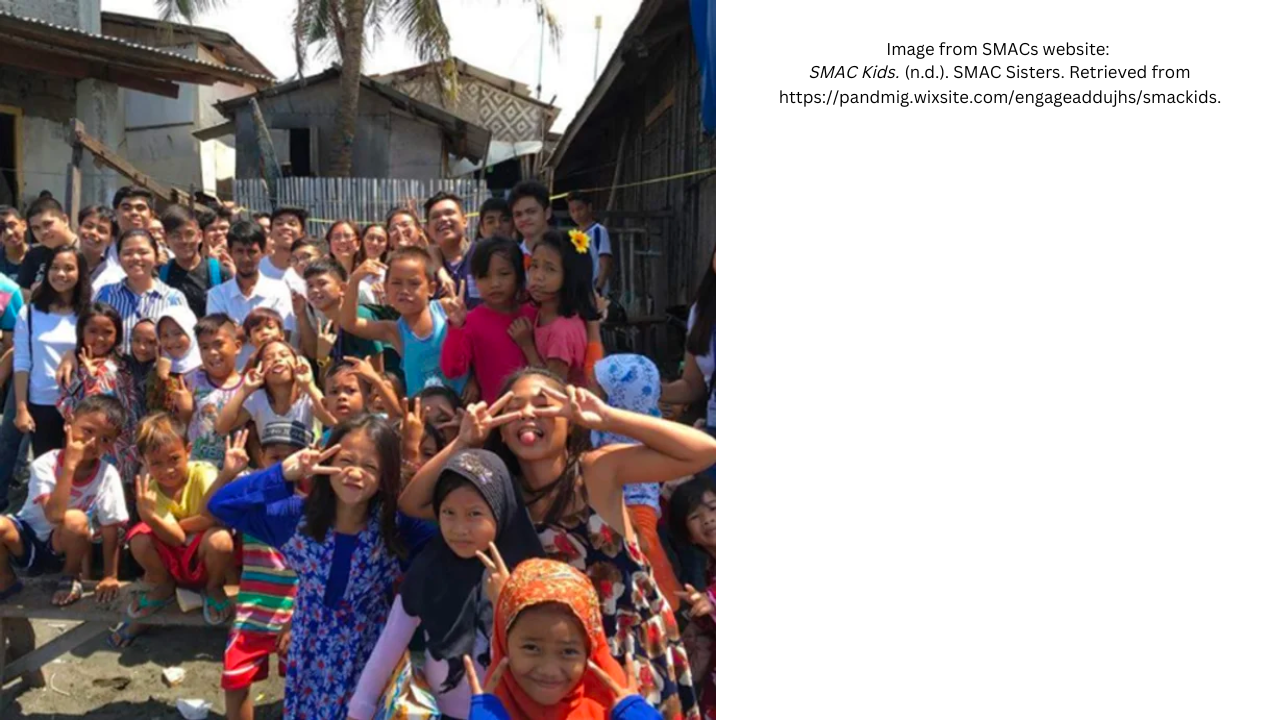 Image from SMACs website:
SMAC Kids. (n.d.). SMAC Sisters. Retrieved from
https://pandmig.wixsite.com/engageaddujhs/smackids.